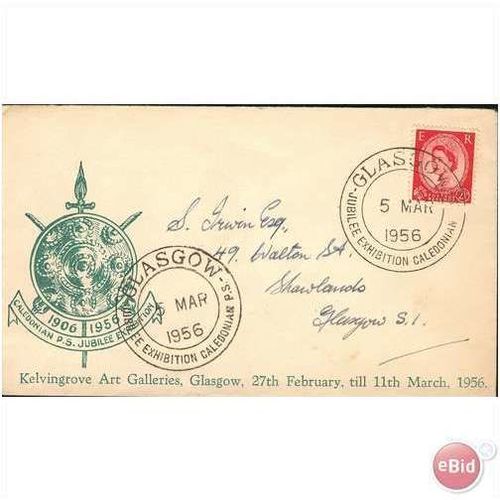 E R
GLASGOW
5 MAR
1956
JUBILEE EXHIBITION CALEDONIAN
S. Irwin Esq.,
49, Walton St.
Shawlands
Glasgow S.1.
GLASGOW
5 MAR
1956
JUBILEE EXHIBITION CALEDONIAN P.S.
1906 1956
CALEDONIAN P.S. JUBILEE EXHIBITION
Kelvingrove Art Galleries, Glasgow, 27th February, till 11th March, 1956.
eBid